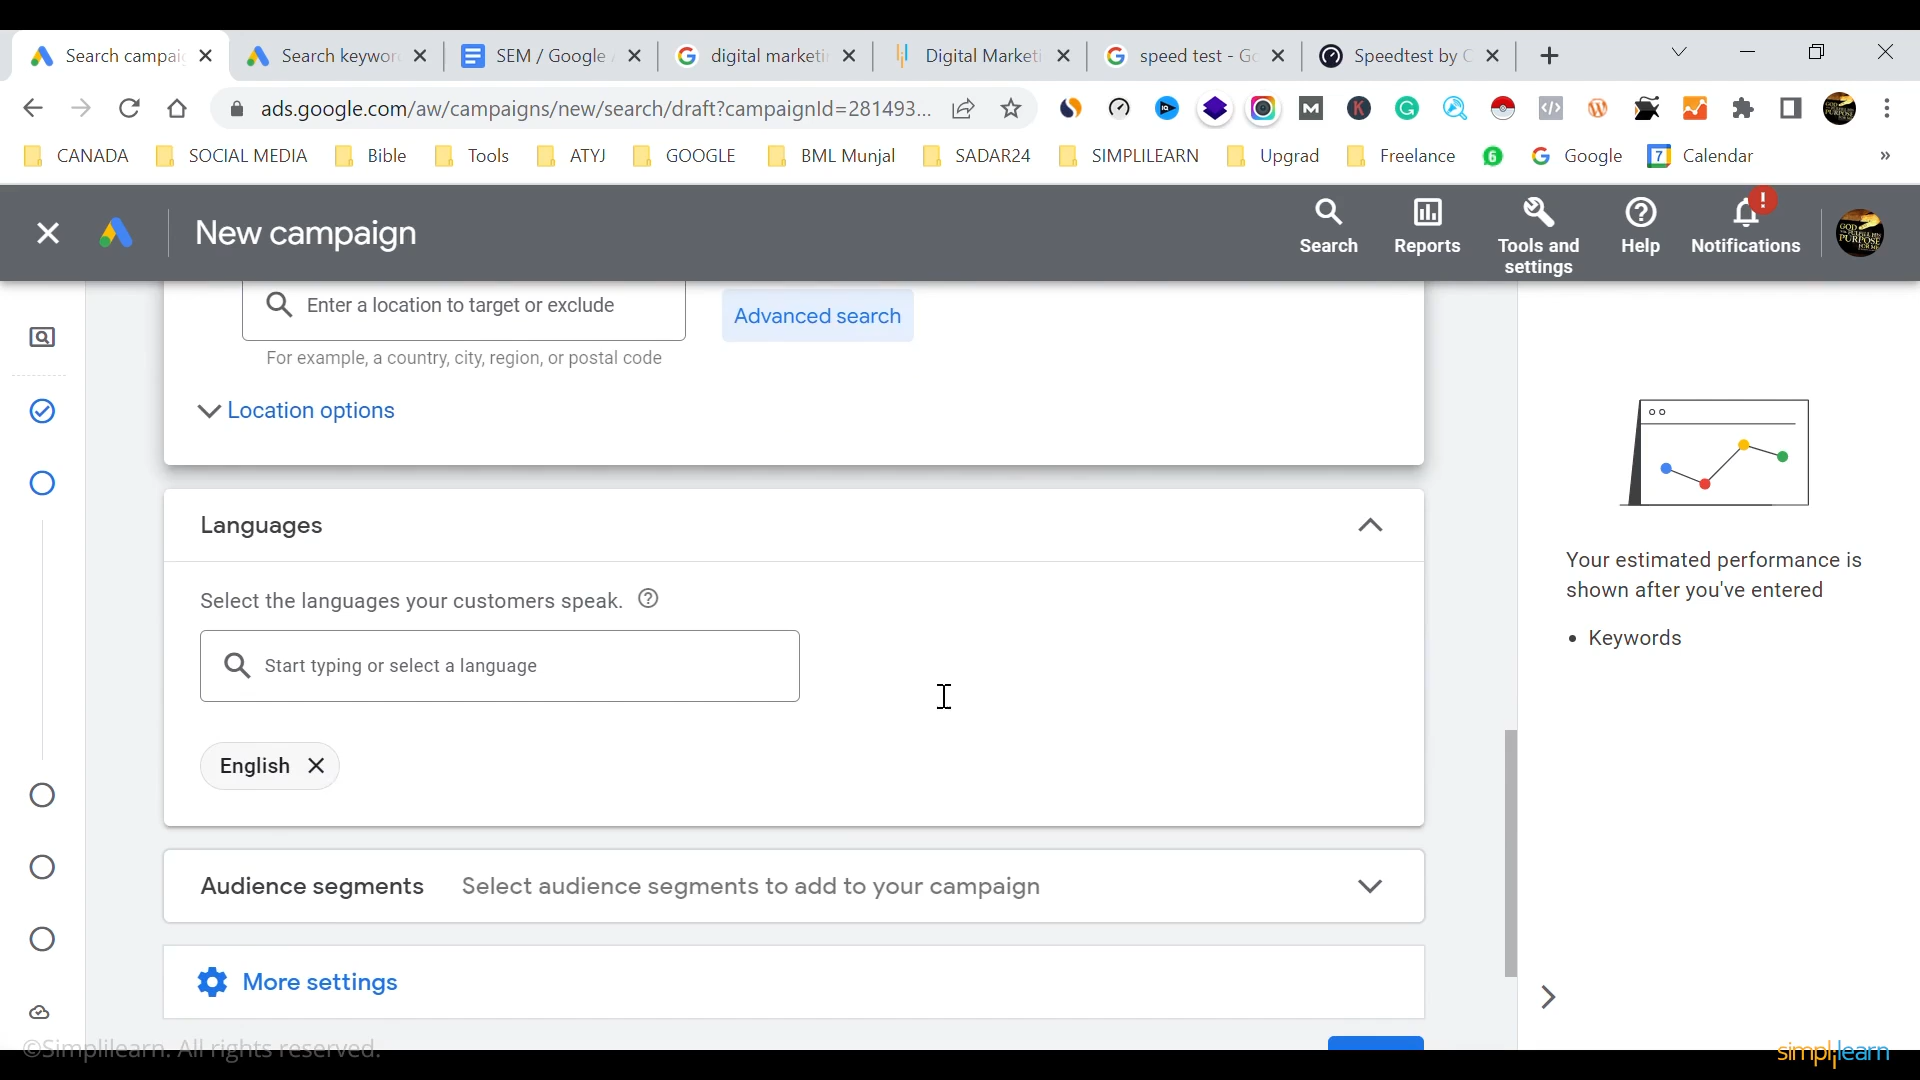 Search campai
Search keywor
SEM / Google
digital marketi
Digital Marketi
speed test - Go
Speedtest by
ads.google.com/aw/campaigns/new/search/draft?campaignId=281493...
CANADA
SOCIAL MEDIA
Bible
Tools
ATYJ
GOOGLE
BML Munjal
SADAR24
SIMPLILEARN
Upgrad
Freelance
Google
7
Calendar
»
New campaign
Search
Reports
Tools and
settings
Help
!
Notifications
Enter a location to target or exclude
Advanced search
For example, a country, city, region, or postal code
Location options
Languages
Select the languages your customers speak.
Start typing or select a language
English
Audience segments
Select audience segments to add to your campaign
More settings
Your estimated performance is
shown after you've entered
• Keywords
©Simplilearn. All rights reserved.
simplilearn